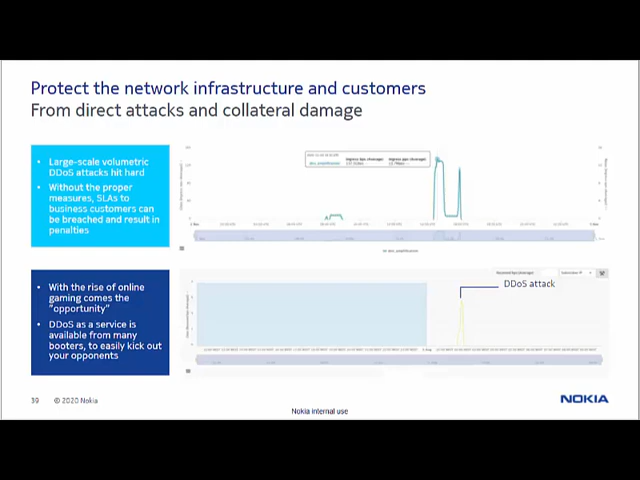 Protect the network infrastructure and customers
From direct attacks and collateral damage
• Large-scale volumetric
DDoS attacks hit hard
• Without the proper
measures, SLAs to
business customers can
be breached and result in
penalties
• With the rise of online
gaming comes the
"opportunity"
• DDoS as a service is
available from many
booters, to easily kick out
your opponents
DDoS attack
39 © 2020 Nokia
NOKIA
Nokia internal use